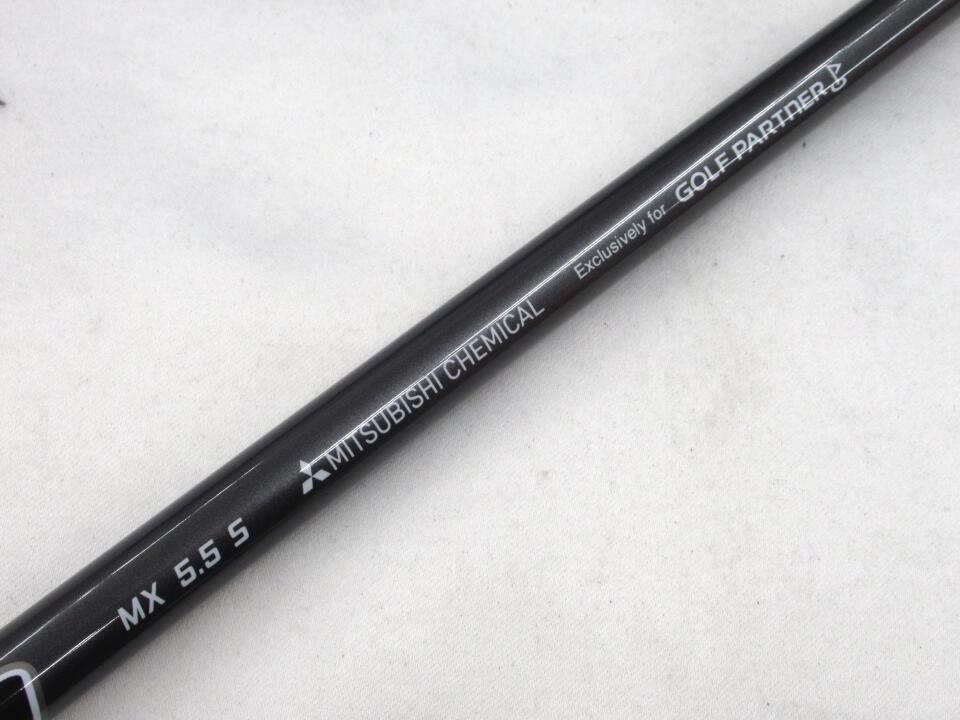 MX 5.5 S
MITSUBISHI CHEMICAL
Exclusively for GOLF PARTNER